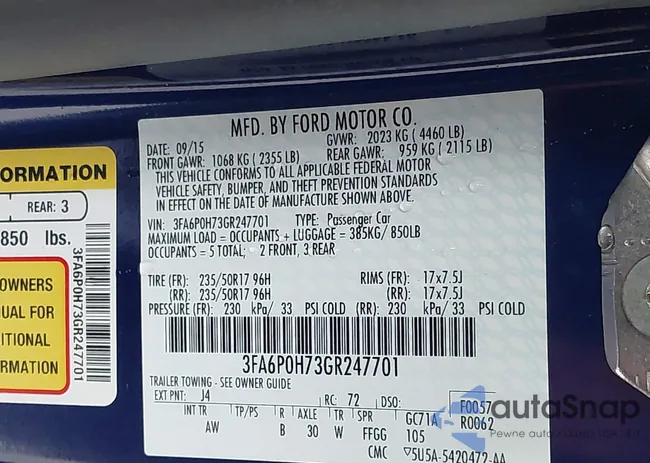 MFD. BY FORD MOTOR CO.
DATE: 09/15 GVWR: 2023 KG ( 4460 LB)
FRONT GAWR: 1068 KG ( 2355 LB) REAR GAWR: 959 KG ( 2115 LB)
THIS VEHICLE CONFORMS TO ALL APPLICABLE FEDERAL MOTOR
VEHICLE SAFETY, BUMPER, AND THEFT PREVENTION STANDARDS
IN EFFECT ON THE DATE OF MANUFACTURE SHOWN ABOVE.
VIN: 3FA6P0H73GR247701 TYPE: Passenger Car
MAXIMUM LOAD = OCCUPANTS + LUGGAGE = 385KG/ 850LB
OCCUPANTS = 5 TOTAL; 2 FRONT, 3 REAR
TIRE (FR): 235/50R17 96H RIMS (FR): 17x7.5J
(RR): 235/50R17 96H (RR): 17x7.5J
PRESSURE (FR): 230 kPa/ 33 PSI COLD (RR): 230 kPa/ 33 PSI COLD
3FA6P0H73GR247701
TRAILER TOWING - SEE OWNER GUIDE
EXT PNT: J4 RC: 72 DSO: F0057
INT TR TP/PS R AXLE TR SPR GC71A R0062
AW B 30 W FFGG 105
CMC 5U5A-5420472-AA
ORMATION
REAR: 3
850 lbs.
OWNERS
NUAL FOR
ITIONAL
ORMATION
3FA6P0H73GR247701
autoSnap
Pewne autka z USA